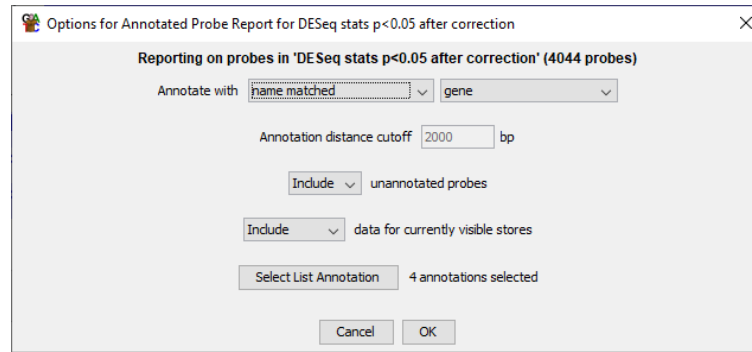 Options for Annotated Probe Report for DESeq stats p<0.05 after correction
Reporting on probes in 'DESeq stats p<0.05 after correction' (4044 probes)
Annotate with name matched gene
Annotation distance cutoff 2000 bp
Include unannotated probes
Include data for currently visible stores
Select List Annotation 4 annotations selected
Cancel OK